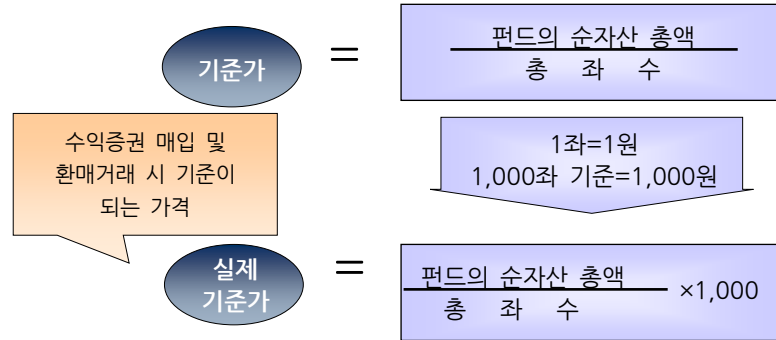 기준가 = 펀드의 순자산 총액
총 좌 수
수익증권 매입 및
환매거래 시 기준이
되는 가격
1좌=1원
1,000좌 기준=1,000원
실제
기준가
= 펀드의 순자산 총액
총 좌 수
×1,000